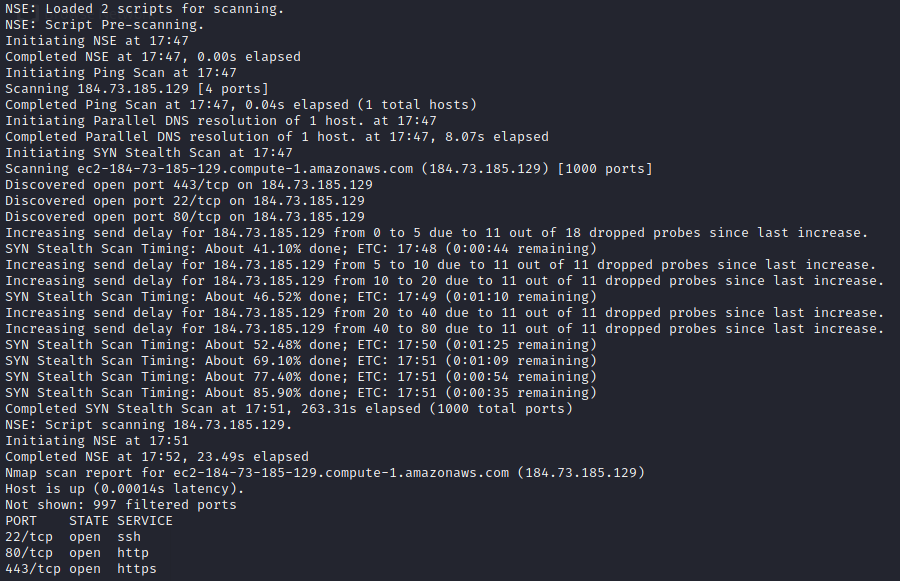 NSE: Loaded 2 scripts for scanning.
NSE: Script Pre-scanning.
Initiating NSE at 17:47
Completed NSE at 17:47, 0.00s elapsed
Initiating Ping Scan at 17:47
Scanning 184.73.185.129 [4 ports]
Completed Ping Scan at 17:47, 0.04s elapsed (1 total hosts)
Initiating Parallel DNS resolution of 1 host. at 17:47
Completed Parallel DNS resolution of 1 host. at 17:47, 8.07s elapsed
Initiating SYN Stealth Scan at 17:47
Scanning ec2-184-73-185-129.compute-1.amazonaws.com (184.73.185.129) [1000 ports]
Discovered open port 443/tcp on 184.73.185.129
Discovered open port 22/tcp on 184.73.185.129
Discovered open port 80/tcp on 184.73.185.129
Increasing send delay for 184.73.185.129 from 0 to 5 due to 11 out of 18 dropped probes since last increase.
SYN Stealth Scan Timing: About 41.10% done; ETC: 17:48 (0:00:44 remaining)
Increasing send delay for 184.73.185.129 from 5 to 10 due to 11 out of 11 dropped probes since last increase.
Increasing send delay for 184.73.185.129 from 10 to 20 due to 11 out of 11 dropped probes since last increase.
SYN Stealth Scan Timing: About 46.52% done; ETC: 17:49 (0:01:10 remaining)
Increasing send delay for 184.73.185.129 from 20 to 40 due to 11 out of 11 dropped probes since last increase.
Increasing send delay for 184.73.185.129 from 40 to 80 due to 11 out of 11 dropped probes since last increase.
SYN Stealth Scan Timing: About 52.48% done; ETC: 17:50 (0:01:25 remaining)
SYN Stealth Scan Timing: About 69.10% done; ETC: 17:51 (0:01:09 remaining)
SYN Stealth Scan Timing: About 77.40% done; ETC: 17:51 (0:00:54 remaining)
SYN Stealth Scan Timing: About 85.90% done; ETC: 17:51 (0:00:35 remaining)
Completed SYN Stealth Scan at 17:51, 263.31s elapsed (1000 total ports)
NSE: Script scanning 184.73.185.129.
Initiating NSE at 17:51
Completed NSE at 17:52, 23.49s elapsed
Nmap scan report for ec2-184-73-185-129.compute-1.amazonaws.com (184.73.185.129)
Host is up (0.00014s latency).
Not shown: 997 filtered ports
PORT    STATE SERVICE
22/tcp  open  ssh
80/tcp  open  http
443/tcp open  https